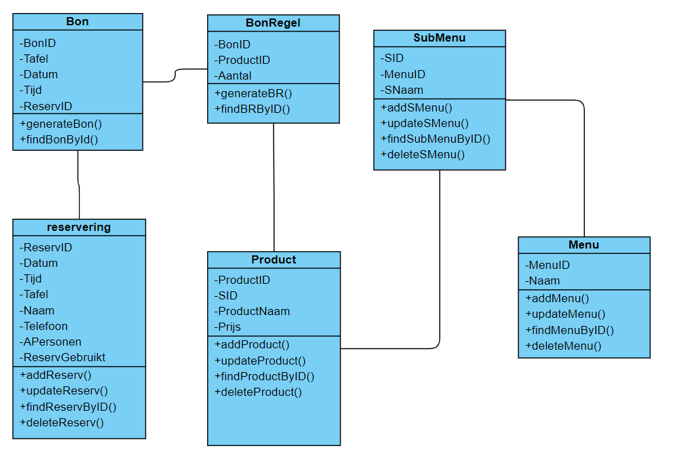 Bon
-BonID
-Tafel
-Datum
-Tijd
-ReservID
+generateBon()
+findBonById()
BonRegel
-BonID
-ProductID
-Aantal
+generateBR()
+findBRByID()
SubMenu
-SID
-MenuID
-SNaam
+addSMenu()
+updateSMenu()
+findSubMenuByID()
+deleteSMenu()
reservering
-ReservID
-Datum
-Tijd
-Tafel
-Naam
-Telefoon
-APersonen
-ReservGebruikt
+addReserv()
+updateReserv()
+findReservByID()
+deleteReserv()
Product
-ProductID
-SID
-ProductNaam
-Prijs
+addProduct()
+updateProduct()
+findProductByID()
+deleteProduct()
Menu
-MenuID
-Naam
+addMenu()
+updateMenu()
+findMenuByID()
+deleteMenu()